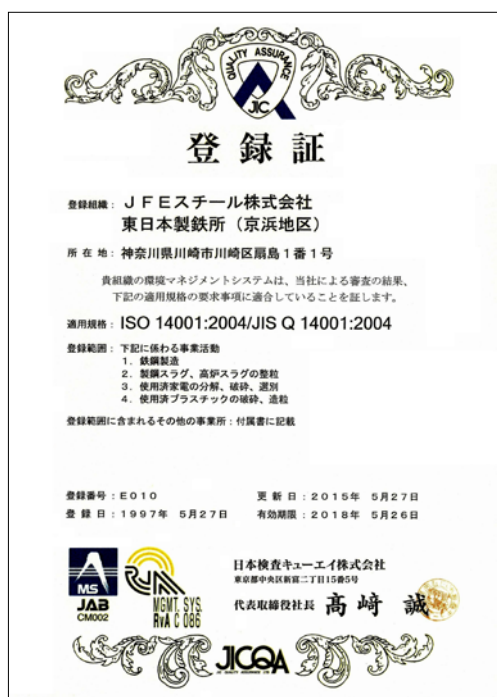 QUALITY ASSURANCE
JIC
登録証
登録組織：JFEスチール株式会社
東日本製鉄所（京浜地区）
所在地：神奈川県川崎市川崎区扇島1番1号
貴組織の環境マネジメントシステムは、当社による審査の結果、
下記の適用規格の要求事項に適合していることを証します。
適用規格：ISO 14001:2004/JIS Q 14001:2004
登録範囲：下記に係わる事業活動
1．鉄鋼製造
2．製鋼スラグ、高炉スラグの整粒
3．使用済家電の分解、破砕、選別
4．使用済プラスチックの破砕、造粒
登録範囲に含まれるその他の事業所：付属書に記載
登録番号：E010
更新日：2015年 5月27日
登録日：1997年 5月27日
有効期限：2018年 5月26日
MS
JAB
CM002
RvA
MGMT. SYS.
RvA C 086
日本検査キューエイ株式会社
東京都中央区新富二丁目15番5号
代表取締役社長 髙﨑 誠
JICQA
JIC QUALITY ASSURANCE LTD.